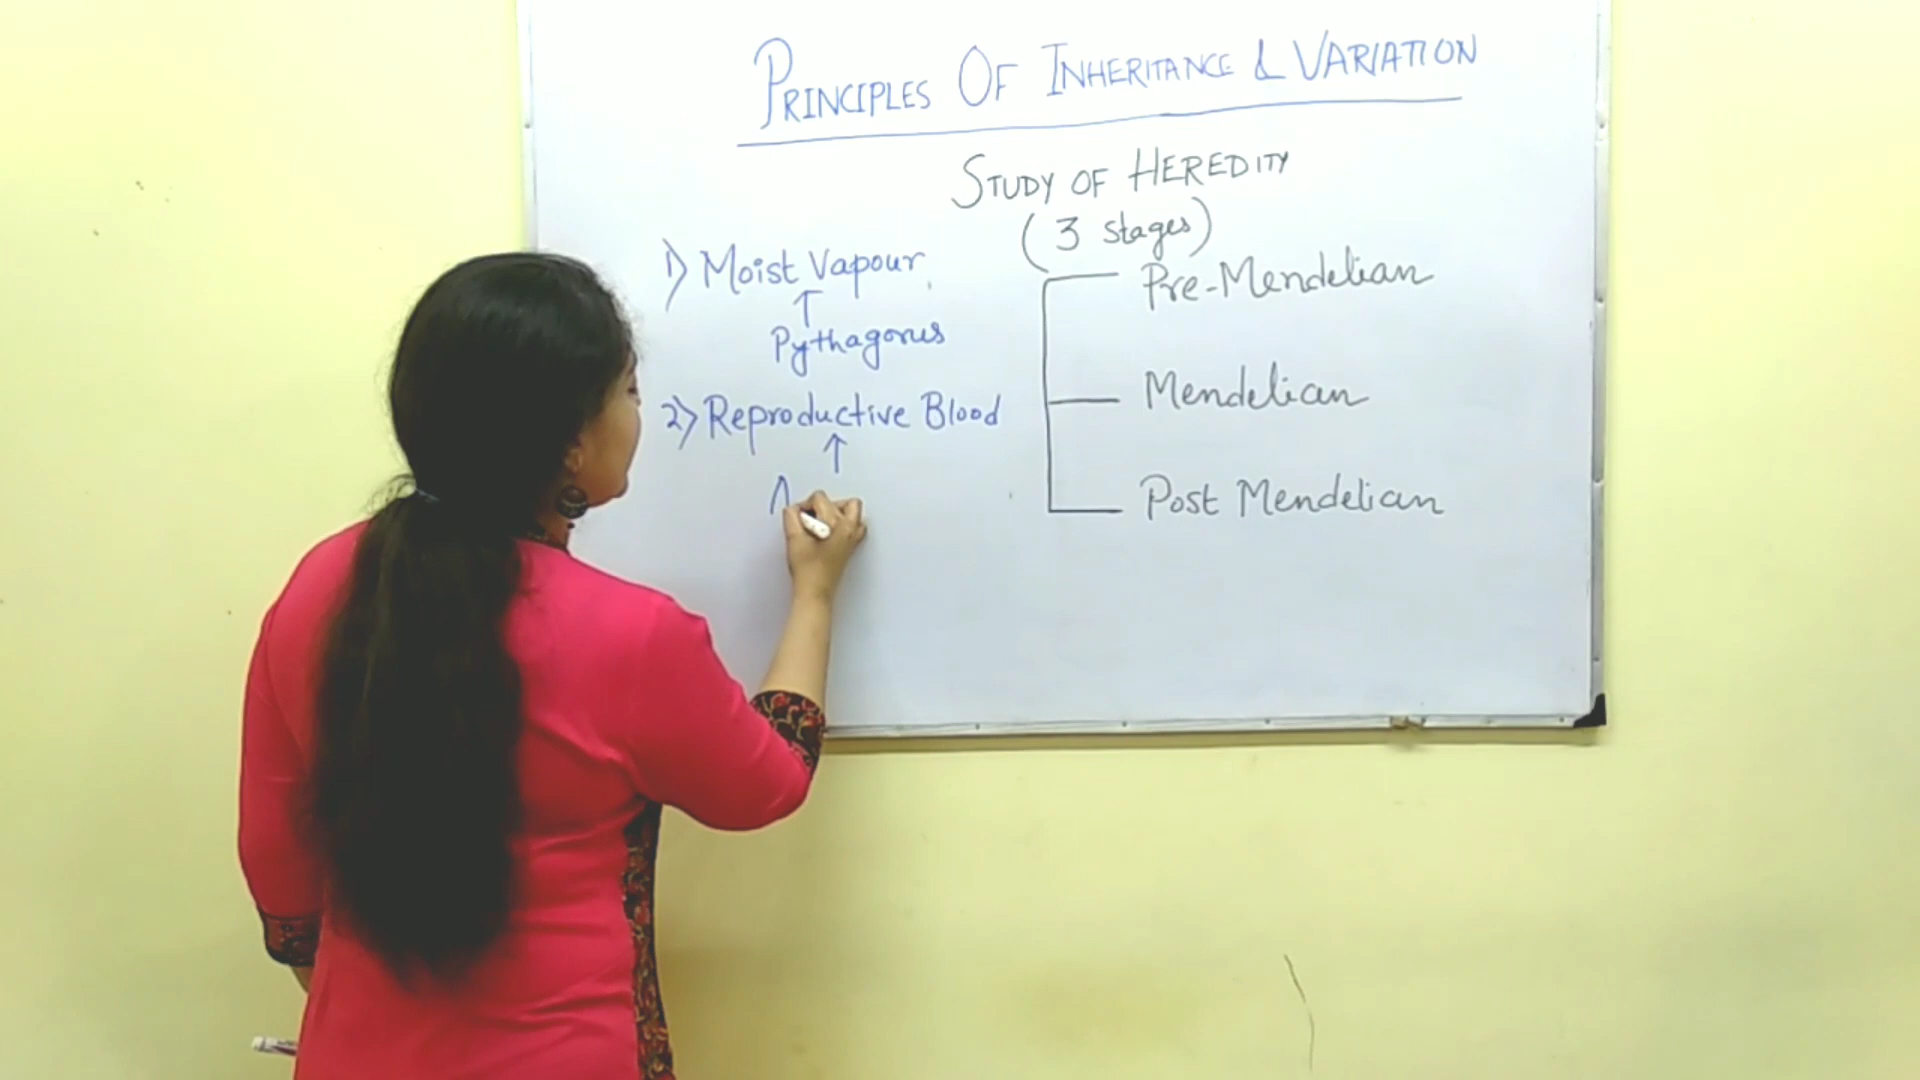 PRINCIPLES OF INHERITANCE & VARIATION
STUDY OF HEREDITY
(3 stages)
1) Moist Vapour
↑
Pythagorus
2) Reproductive Blood
↑
A
Pre-Mendelian
Mendelian
Post Mendelian